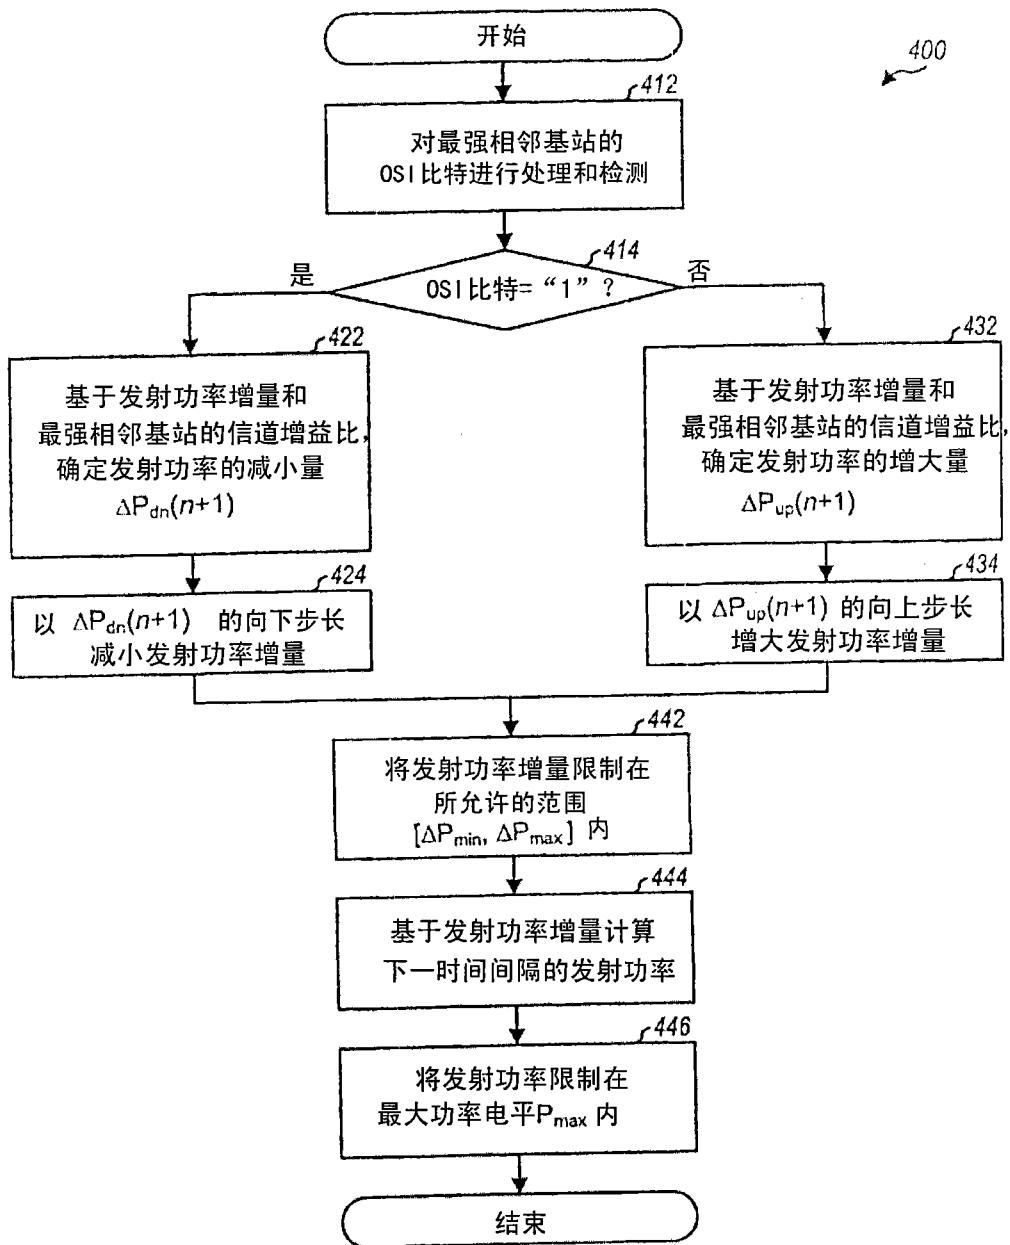 开始
400
412
对最强相邻基站的
OSI比特进行处理和检测
414
OSI比特=“1”?
是
否
422
基于发射功率增量和
最强相邻基站的信道增益比,
确定发射功率的减小量
ΔPdn(n+1)
432
基于发射功率增量和
最强相邻基站的信道增益比,
确定发射功率的增大量
ΔPup(n+1)
424
以 ΔPdn(n+1) 的向下步长
减小发射功率增量
434
以 ΔPup(n+1) 的向上步长
增大发射功率增量
442
将发射功率增量限制在
所允许的范围
[ΔPmin, ΔPmax] 内
444
基于发射功率增量计算
下一时间间隔的发射功率
446
将发射功率限制在
最大功率电平Pmax 内
结束